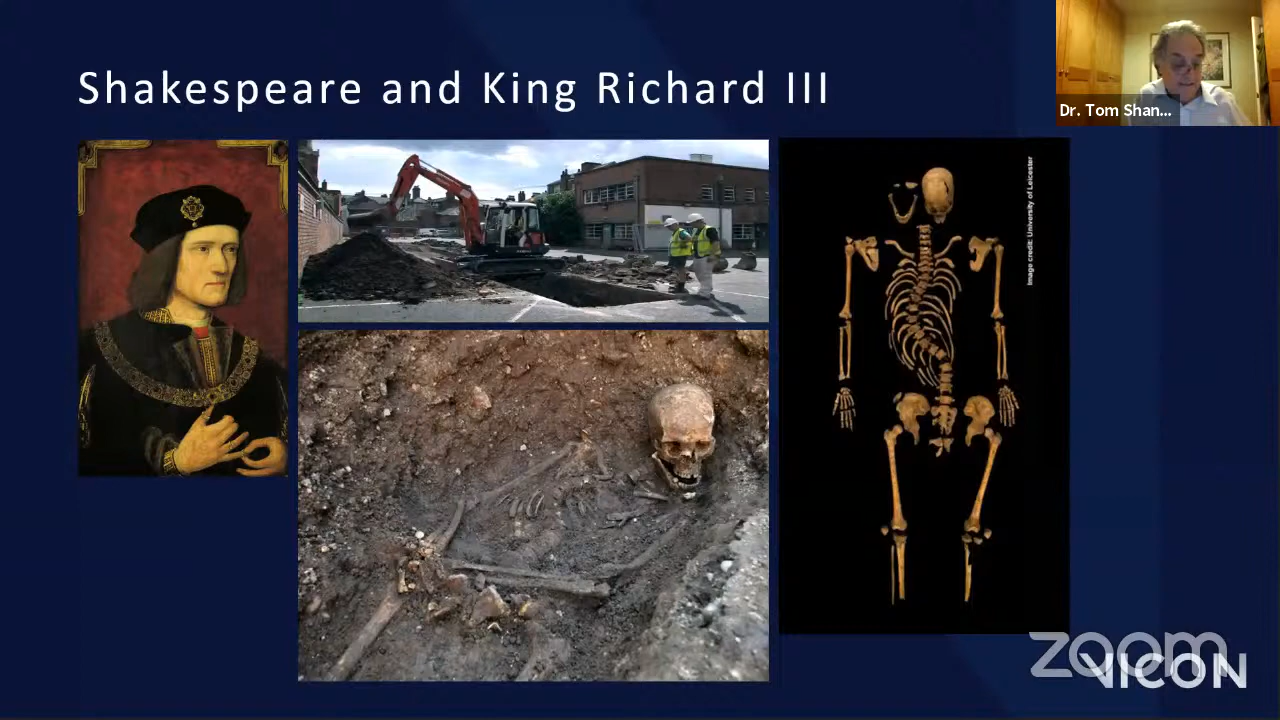 Shakespeare and King Richard III
Dr. Tom Shan...
Image credit: University of Leicester
zoom
VICON